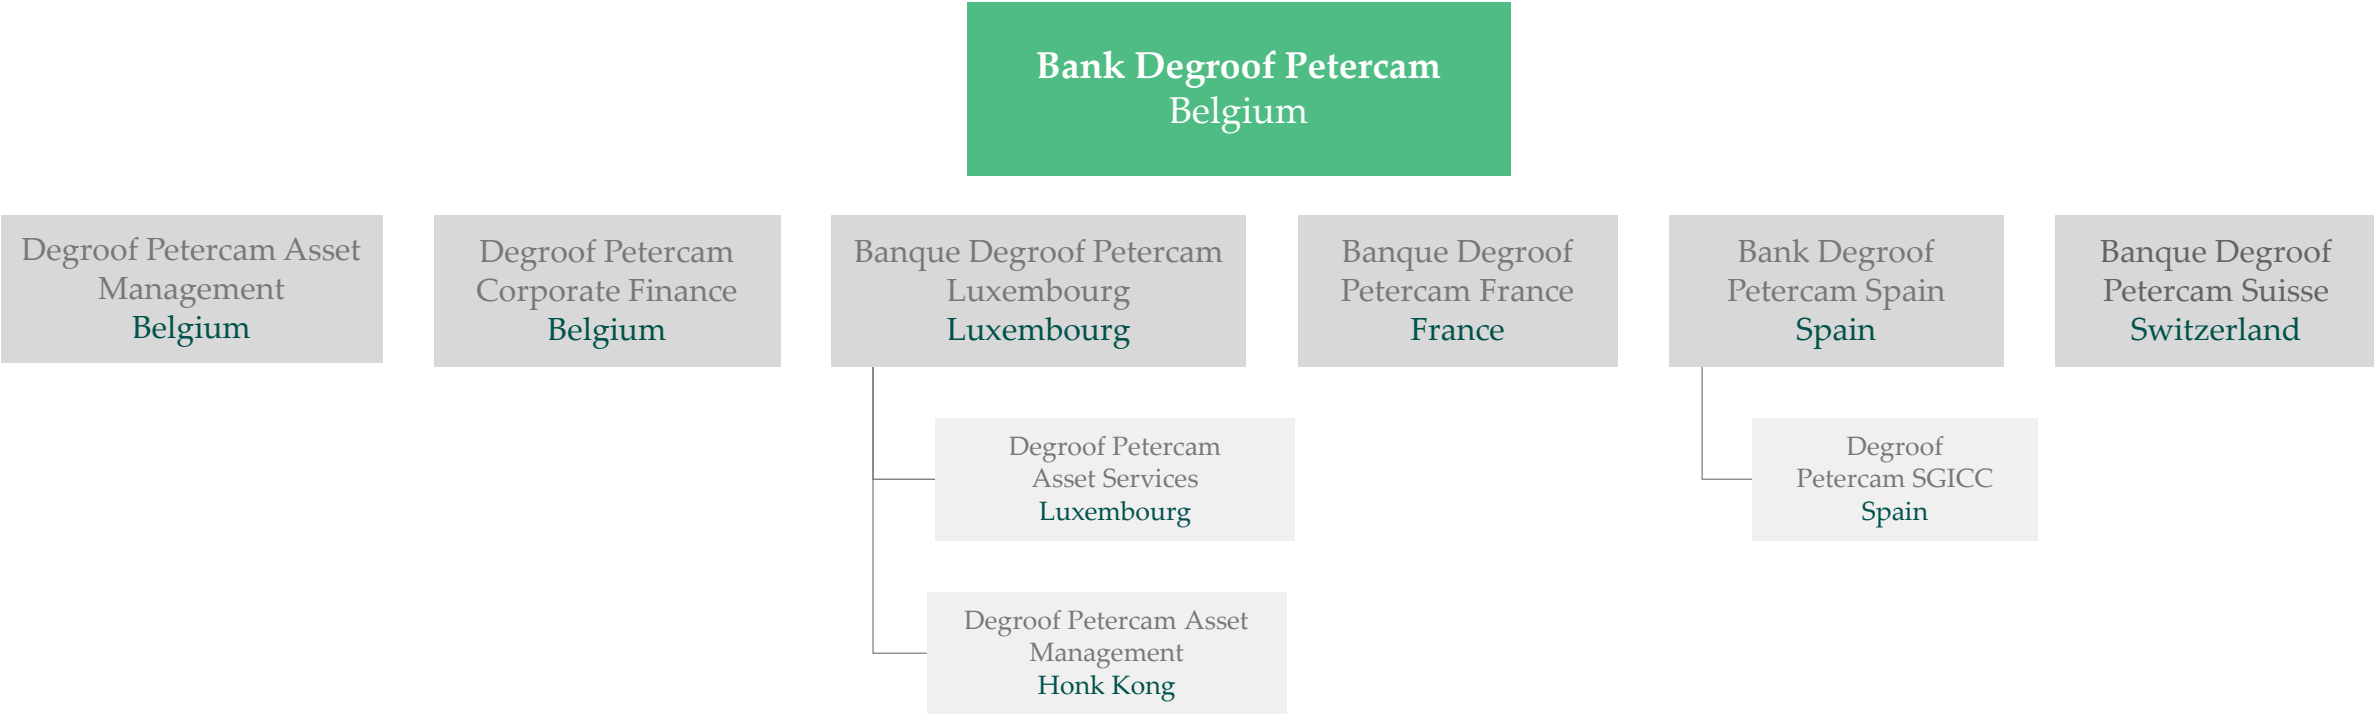 Bank Degroof Petercam
Belgium
Degroof Petercam Asset
Management
Belgium
Degroof Petercam
Corporate Finance
Belgium
Banque Degroof Petercam
Luxembourg
Luxembourg
Banque Degroof
Petercam France
France
Bank Degroof
Petercam Spain
Spain
Banque Degroof
Petercam Suisse
Switzerland
Degroof Petercam
Asset Services
Luxembourg
Degroof
Petercam SGICC
Spain
Degroof Petercam Asset
Management
Honk Kong